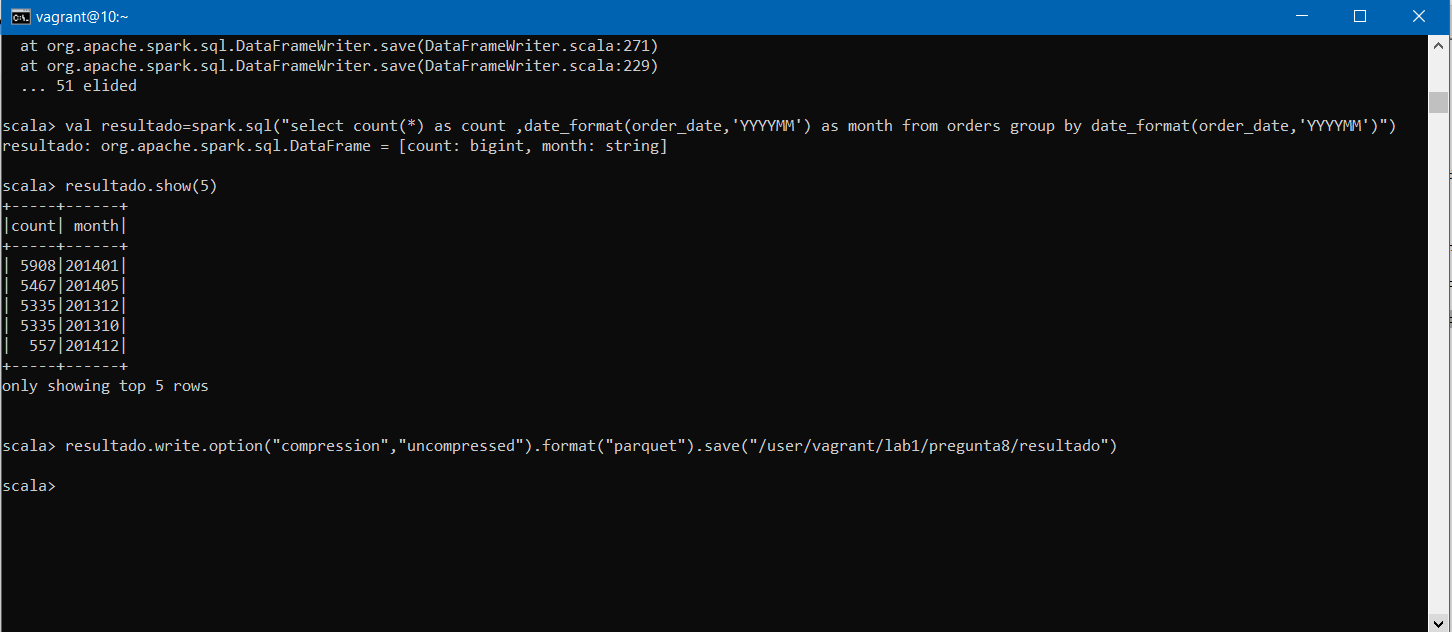 vagrant@10:~
  at org.apache.spark.sql.DataFrameWriter.save(DataFrameWriter.scala:271)
  at org.apache.spark.sql.DataFrameWriter.save(DataFrameWriter.scala:229)
  ... 51 elided
scala> val resultado=spark.sql("select count(*) as count ,date_format(order_date,'YYYYMM') as month from orders group by date_format(order_date,'YYYYMM')")
resultado: org.apache.spark.sql.DataFrame = [count: bigint, month: string]
scala> resultado.show(5)
+-----+------+
|count| month|
+-----+------+
| 5908|201401|
| 5467|201405|
| 5335|201312|
| 5335|201310|
|  557|201412|
+-----+------+
only showing top 5 rows
scala> resultado.write.option("compression","uncompressed").format("parquet").save("/user/vagrant/lab1/pregunta8/resultado")
scala>